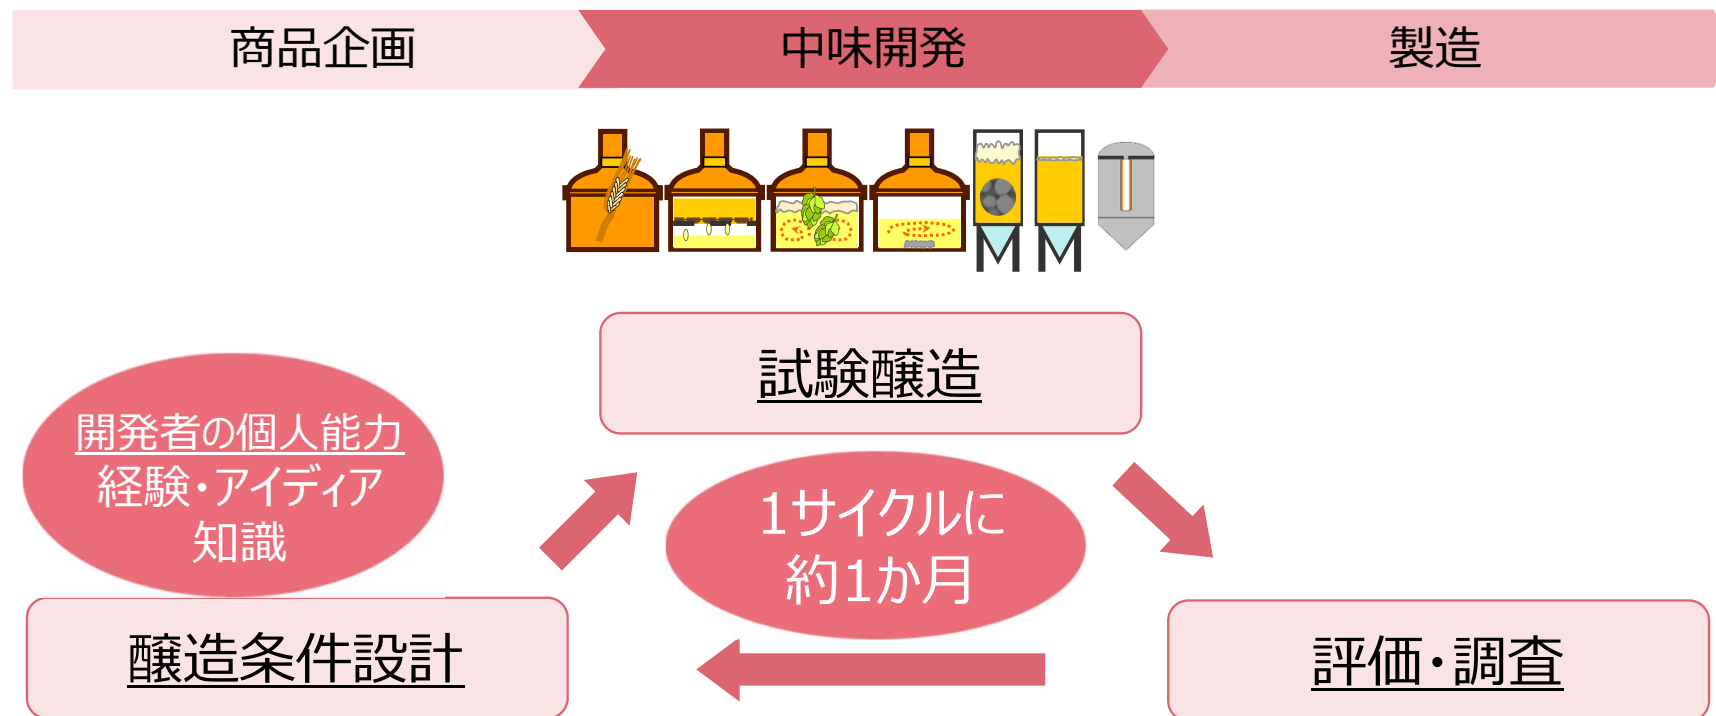 商品企画
中味開発
製造
試験醸造
開発者の個人能力
経験・アイディア
知識
1サイクルに
約1か月
醸造条件設計
評価・調査